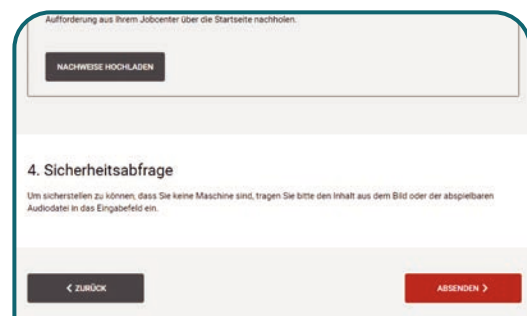 Aufforderung aus Ihrem Jobcenter über die Startseite nachholen.
NACHWEISE HOCHLADEN
4. Sicherheitsabfrage
Um sicherstellen zu können, dass Sie keine Maschine sind, tragen Sie bitte den Inhalt aus dem Bild oder der abspielbaren
Audiodatei in das Eingabefeld ein.
< ZURÜCK
ABSENDEN >